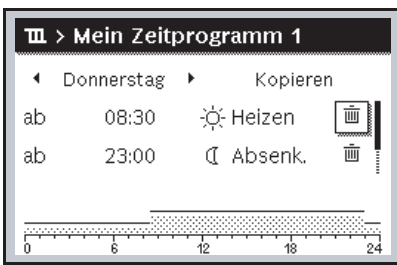 > Mein Zeitprogramm 1
Donnerstag Kopieren
ab 08:30 Heizen
ab 23:00 Absenk.
0 6 12 18 24